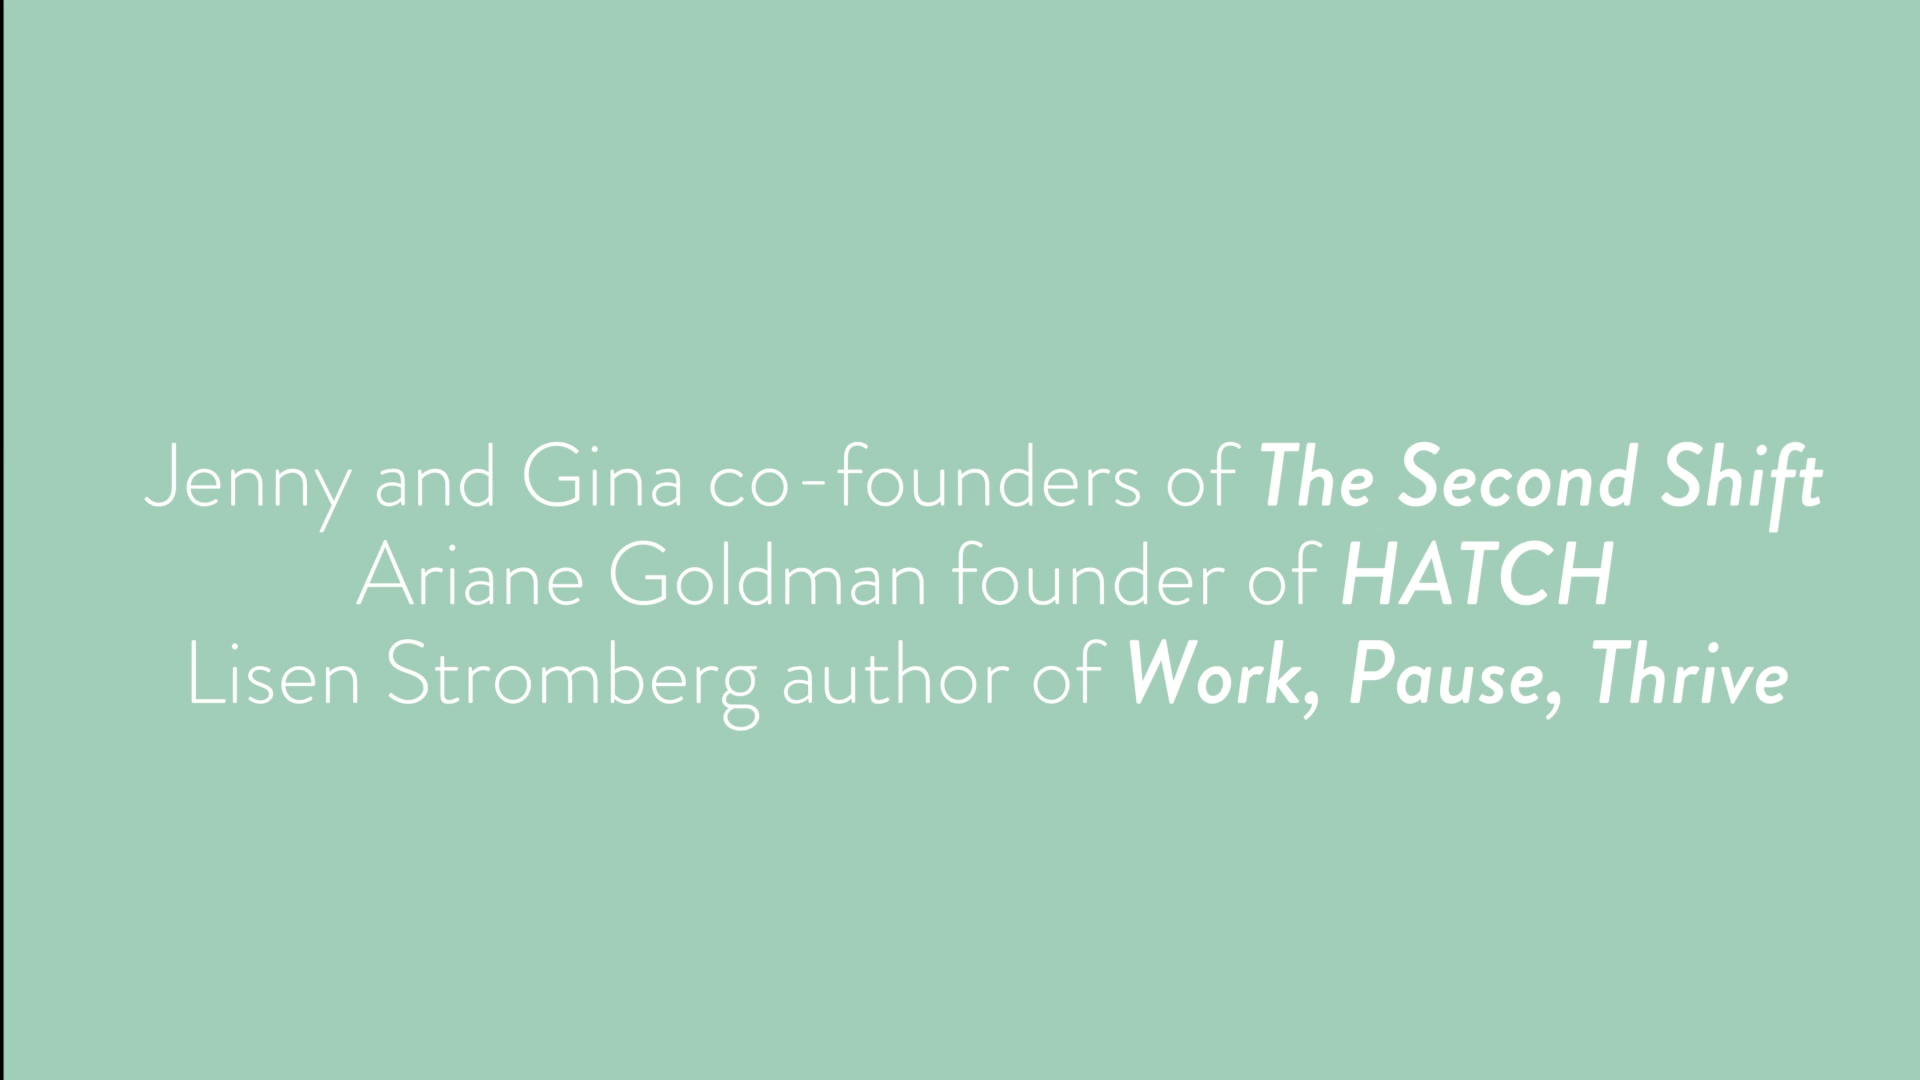 Jenny and Gina co-founders of The Second Shift
Ariane Goldman founder of HATCH
Lisen Stromberg author of Work, Pause, Thrive